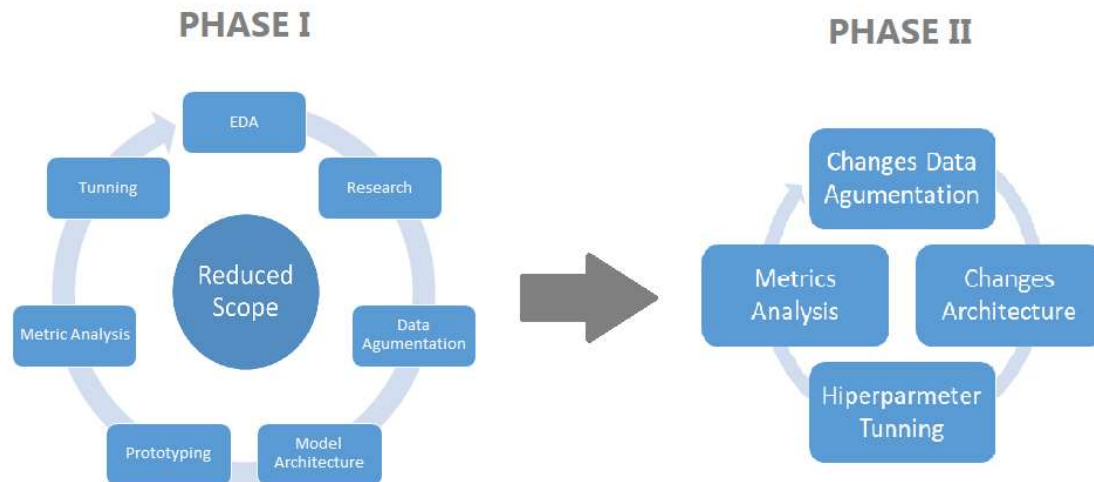 PHASE I
EDA
Research
Data
Agumentation
Model
Architecture
Prototyping
Metric Analysis
Tunning
Reduced
Scope
PHASE II
Changes Data
Agumentation
Changes
Architecture
Hiperparmeter
Tunning
Metrics
Analysis